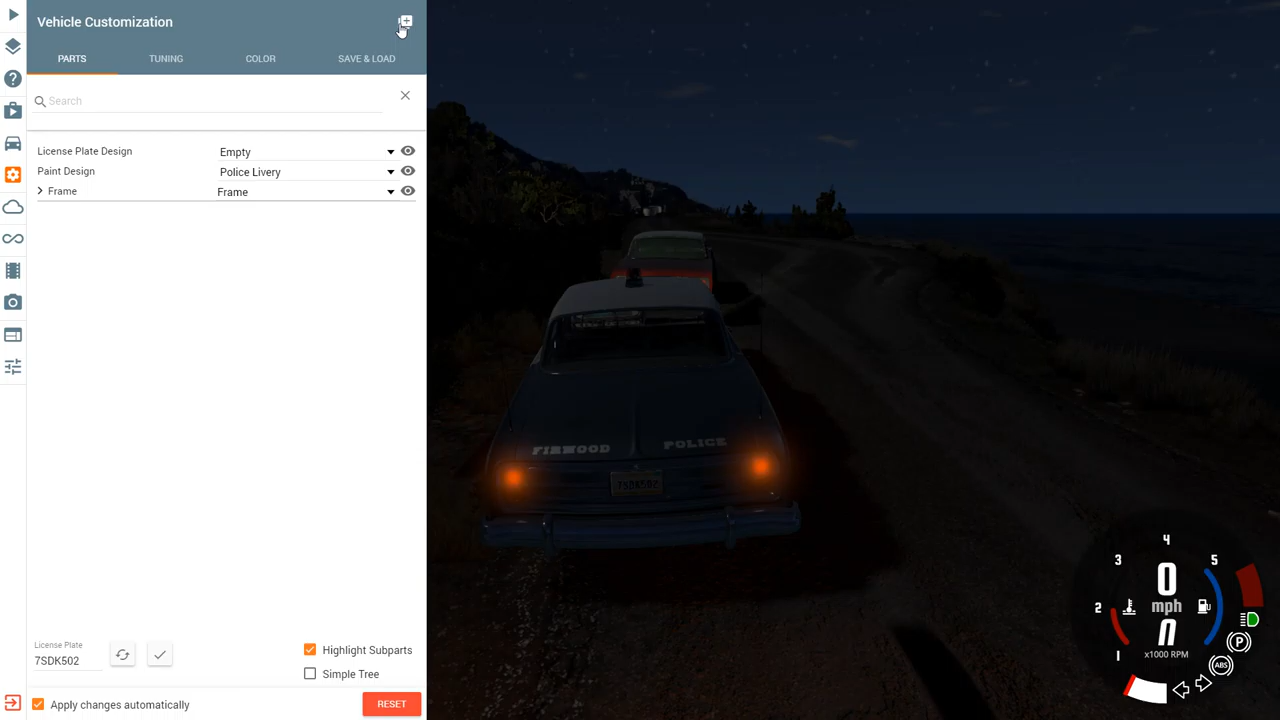 Vehicle Customization
PARTS TUNING COLOR SAVE & LOAD
Search
License Plate Design Empty
Paint Design Police Livery
Frame Frame
License Plate
7SDK502
Highlight Subparts
Simple Tree
Apply changes automatically RESET
FIRWOOD POLICE
7SDK502
4
3 5
0
2 mph
n
1 x1000 RPM
P
ABS